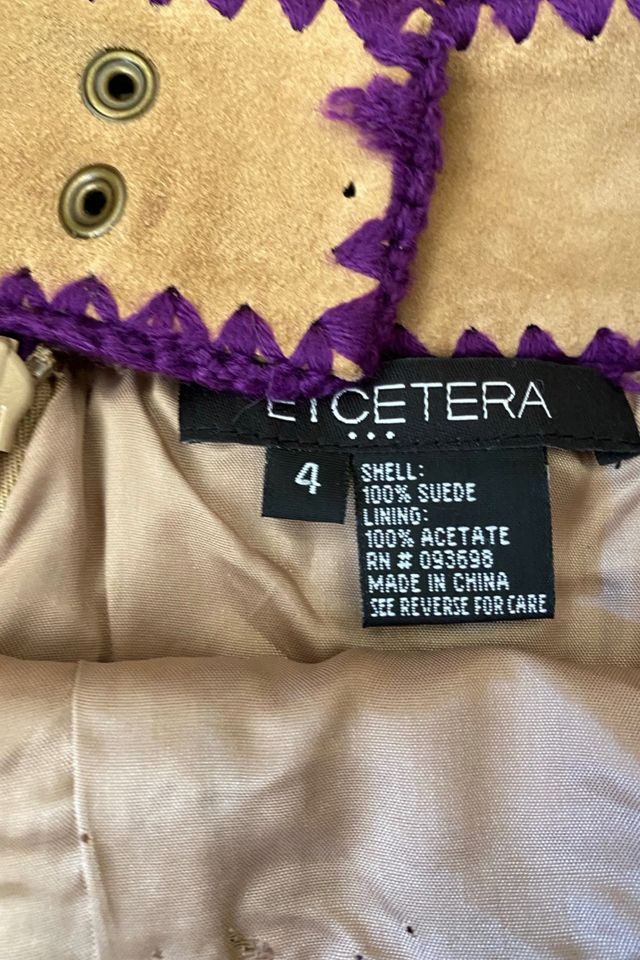 ETCETERA
4
SHELL:
100% SUEDE
LINING:
100% ACETATE
RN # 093698
MADE IN CHINA
SEE REVERSE FOR CARE